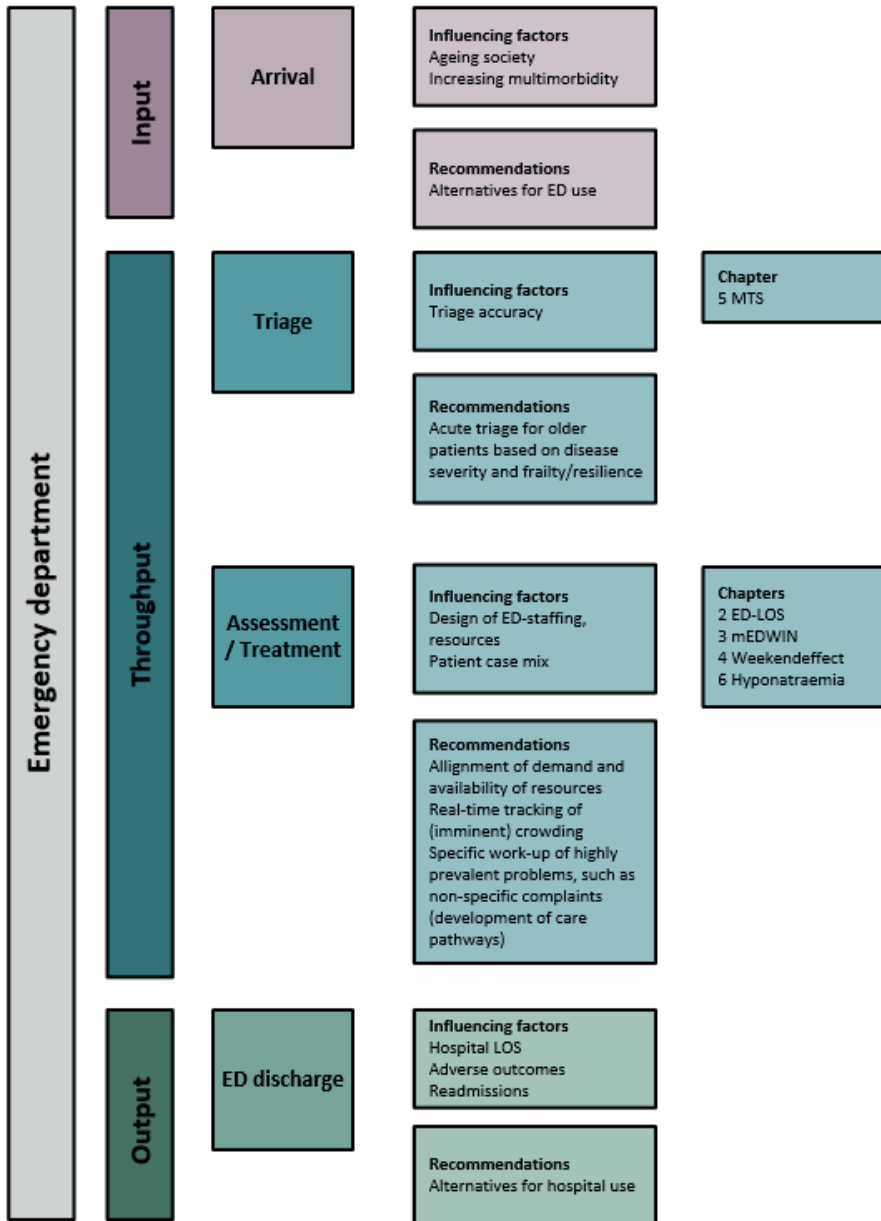 Emergency department
Input
Arrival
Influencing factors
Ageing society
Increasing multimorbidity
Recommendations
Alternatives for ED use
Throughput
Triage
Influencing factors
Triage accuracy
Chapter
5 MTS
Recommendations
Acute triage for older
patients based on disease
severity and frailty/resilience
Assessment
/ Treatment
Influencing factors
Design of ED-staffing,
resources
Patient case mix
Chapters
2 ED-LOS
3 mEDWIN
4 Weekendeffect
6 Hyponatraemia
Recommendations
Allignment of demand and
availability of resources
Real-time tracking of
(imminent) crowding
Specific work-up of highly
prevalent problems, such as
non-specific complaints
(development of care
pathways)
Output
ED discharge
Influencing factors
Hospital LOS
Adverse outcomes
Readmissions
Recommendations
Alternatives for hospital use